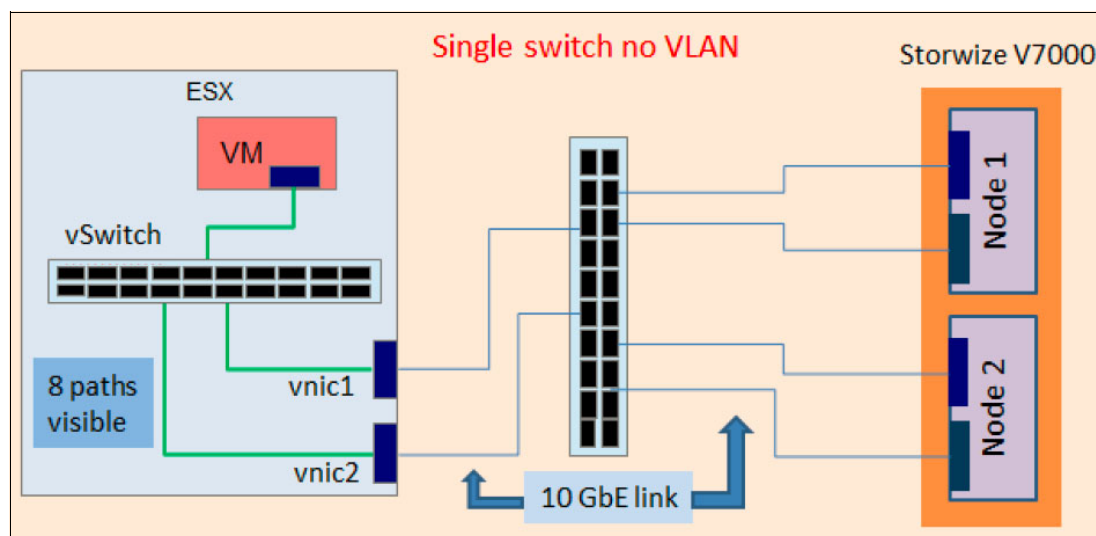 Single switch no VLAN
Storwize V7000
ESX
VM
vSwitch
vnic1
8 paths
visible
vnic2
Node 1
Node 2
10 GbE link